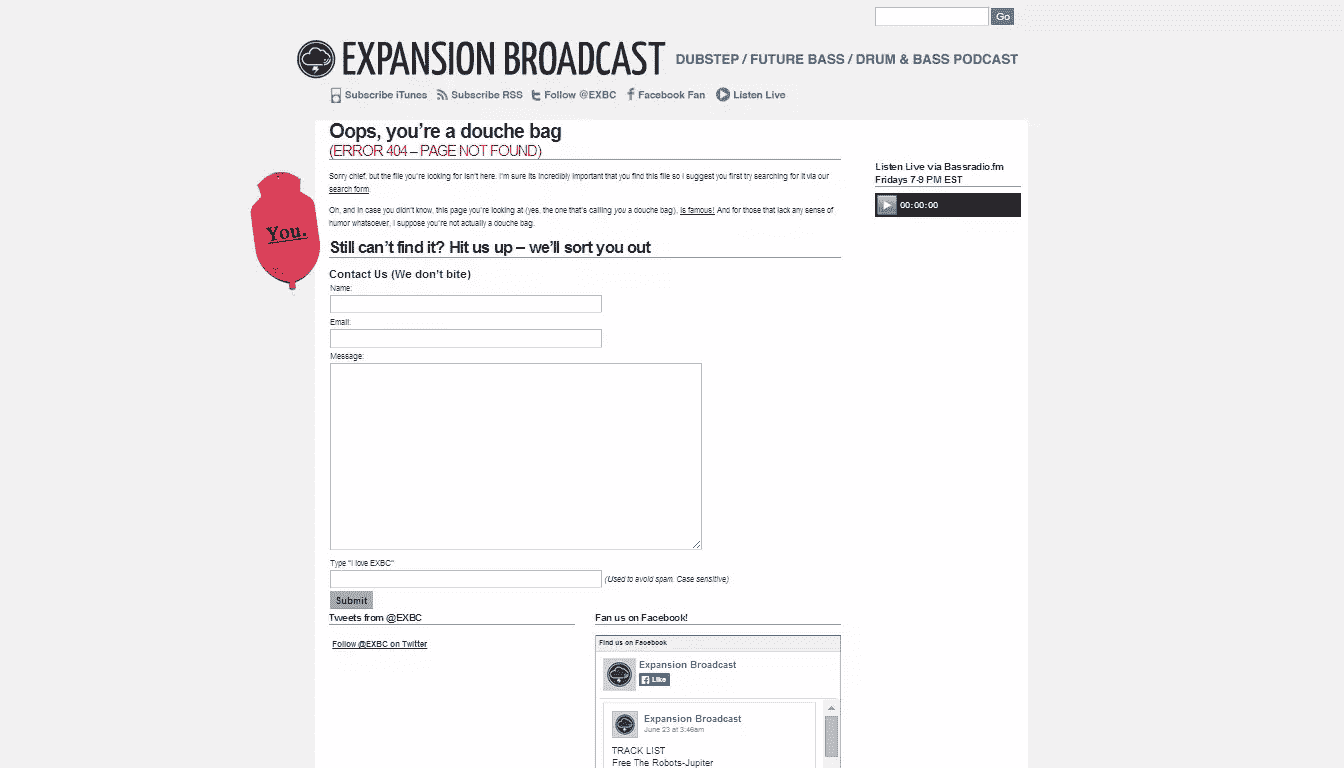 Go
EXPANSION BROADCAST
DUBSTEP / FUTURE BASS / DRUM & BASS PODCAST
Subscribe iTunes Subscribe RSS Follow @EXBC Facebook Fan Listen Live
Oops, you're a douche bag
(ERROR 404 – PAGE NOT FOUND)
Sorry chief, but the file you're looking for isn't here. I'm sure its incredibly important that you find this file so i suggest you first try searching for it via our
search form.
Oh, and in case you didn't know, this page you're looking at (yes, the one that's calling you a douche bag), is famous! And for those that lack any sense of
humor whatsoever, I suppose you're not actually a douche bag.
You.
Still can't find it? Hit us up – we'll sort you out
Contact Us (We don't bite)
Name:
Email:
Message:
Type "I love EXBC"
(Used to avoid spam. Case sensitive)
Submit
Listen Live via Bassradio.fm
Fridays 7-9 PM EST
00:00:00
Tweets from @EXBC
Follow @EXBC on Twitter
Fan us on Facebook!
Find us on Facebook
Expansion Broadcast
Like
Expansion Broadcast
June 23 at 3:46am
TRACK LIST
Free The Robots-Jupiter